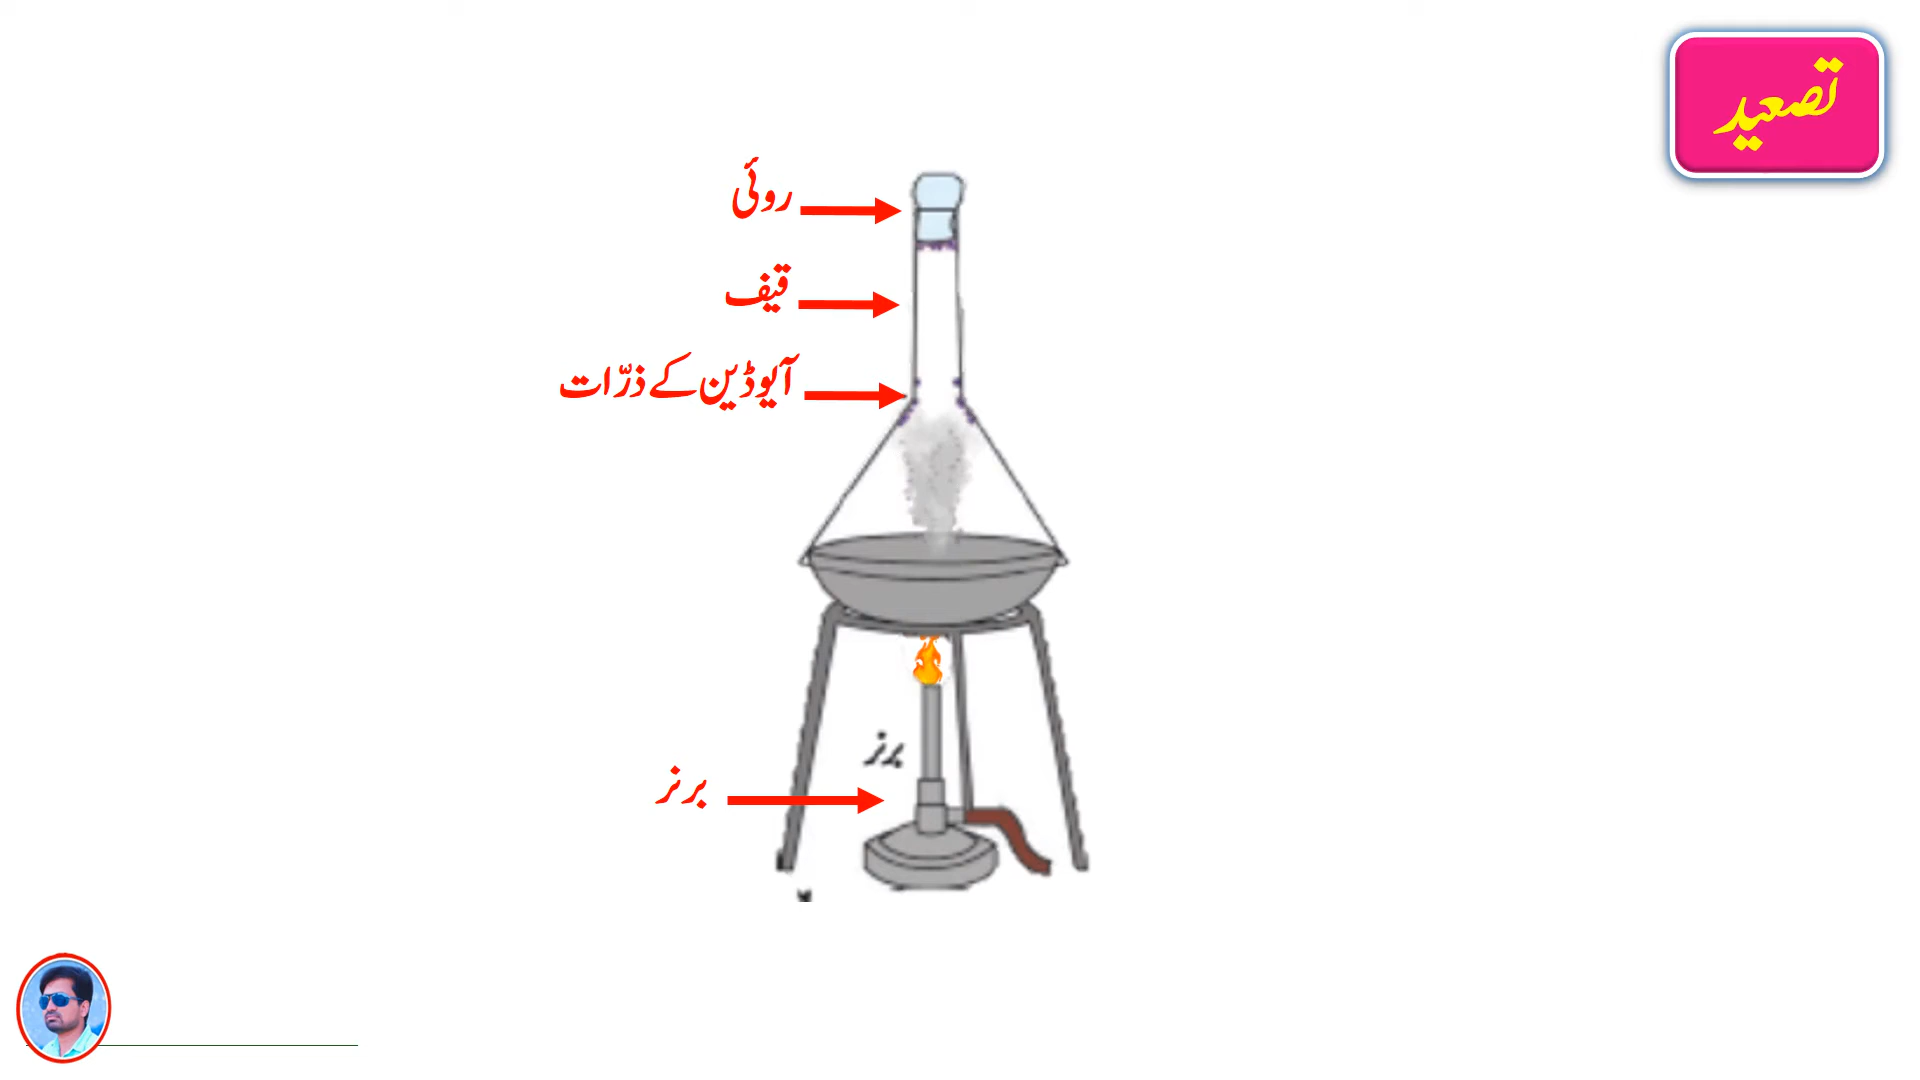 تصعید
روئی
قیف
آیوڈین کے ذرّات
برنر
برنر